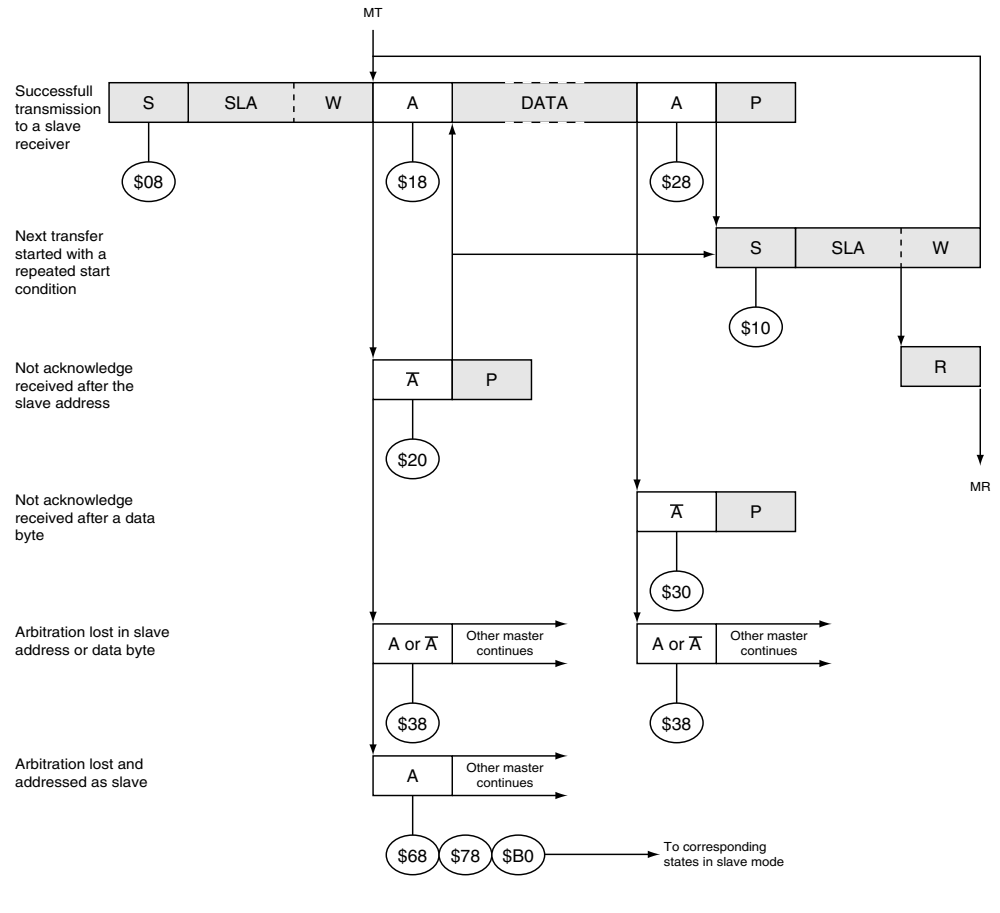 MT
Successfull
transmission
to a slave
receiver
S SLA W A DATA A P
$08 $18 $28
Next transfer
started with a
repeated start
condition
S SLA W
$10
Not acknowledge
received after the
slave address
A̅ P
R
$20
MR
Not acknowledge
received after a data
byte
A̅ P
$30
Arbitration lost in slave
address or data byte
A or A̅
Other master
continues
A or A̅
Other master
continues
$38 $38
Arbitration lost and
addressed as slave
A
Other master
continues
$68 $78 $B0
To corresponding
states in slave mode